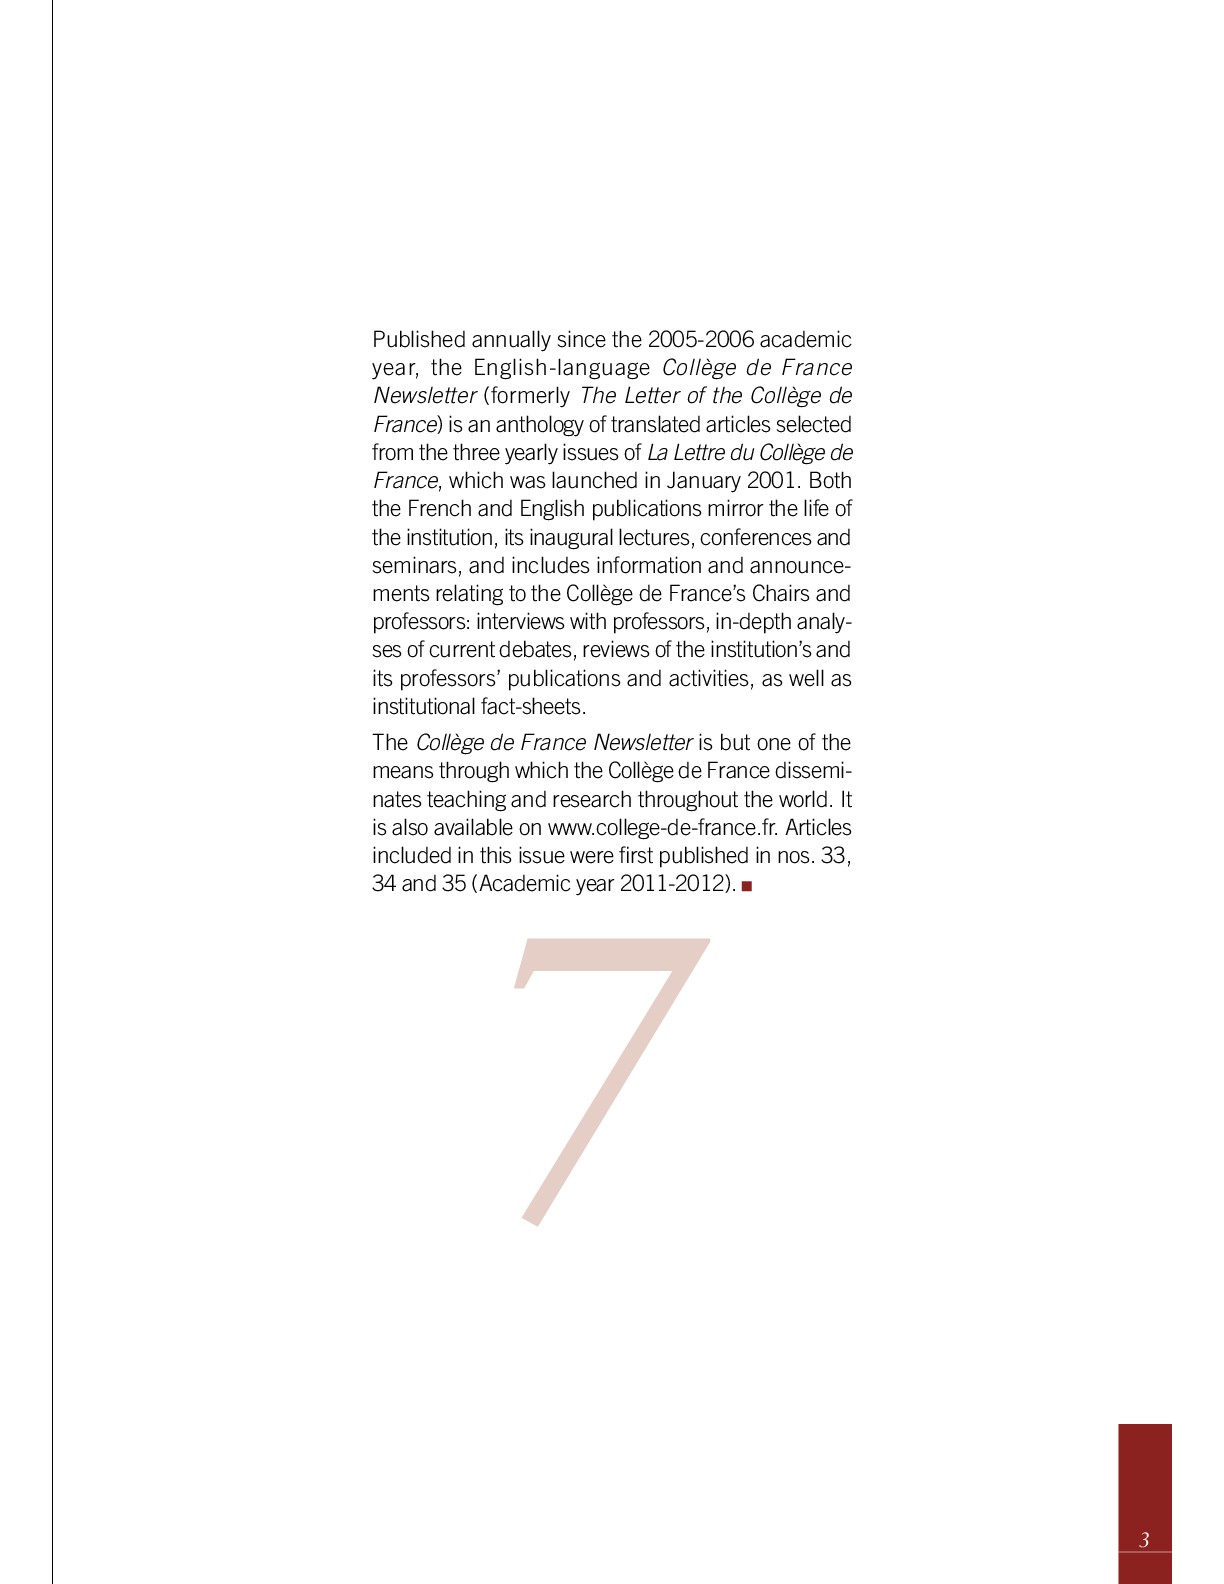 Published annually since the 2005-2006 academic
year, the English-language Collège de France
Newsletter (formerly The Letter of the Collège de
France) is an anthology of translated articles selected
from the three yearly issues of La Lettre du Collège de
France, which was launched in January 2001. Both
the French and English publications mirror the life of
the institution, its inaugural lectures, conferences and
seminars, and includes information and announce-
ments relating to the Collège de France’s Chairs and
professors: interviews with professors, in-depth analy-
ses of current debates, reviews of the institution’s and
its professors’ publications and activities, as well as
institutional fact-sheets.
The Collège de France Newsletter is but one of the
means through which the Collège de France dissemi-
nates teaching and research throughout the world. It
is also available on www.college-de-france.fr. Articles
included in this issue were first published in nos. 33,
34 and 35 (Academic year 2011-2012). ■
7
3